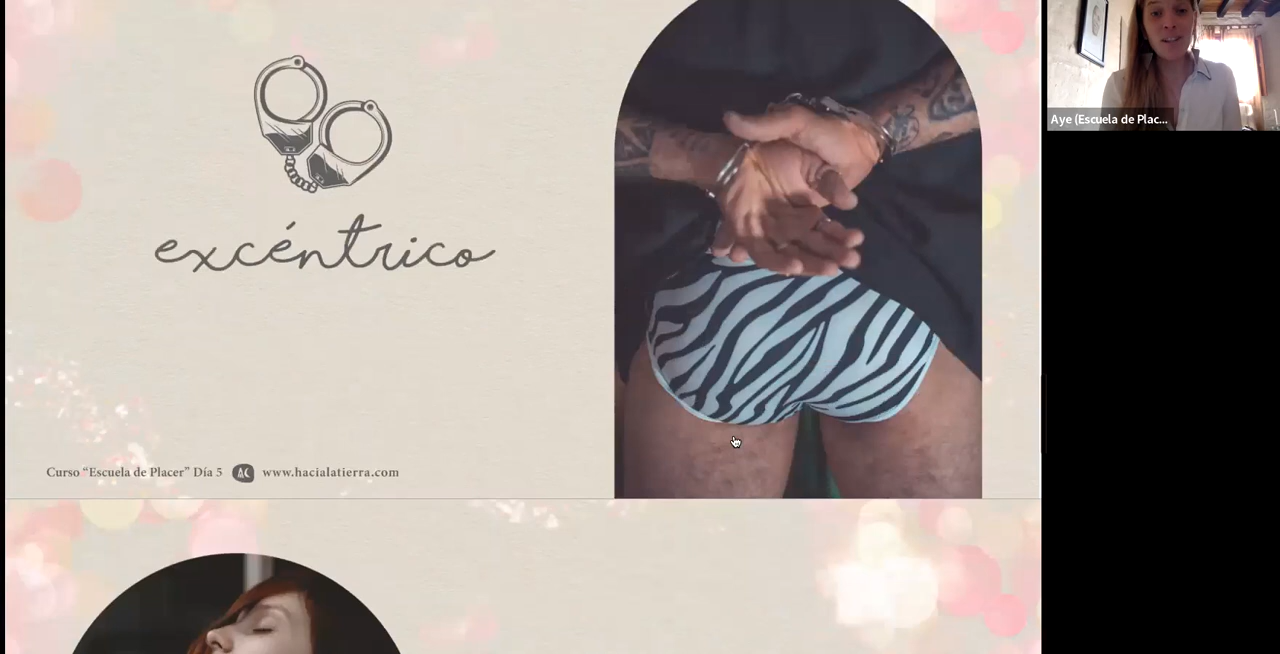 excéntrico
Curso “Escuela de Placer” Día 5 AC www.hacialatierra.com
Aye (Escuela de Plac...